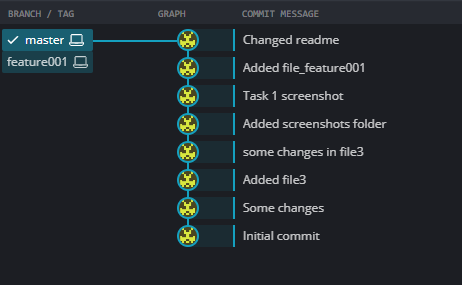 BRANCH / TAG GRAPH COMMIT MESSAGE
master Changed readme
feature001 Added file_feature001
Task 1 screenshot
Added screenshots folder
some changes in file3
Added file3
Some changes
Initial commit